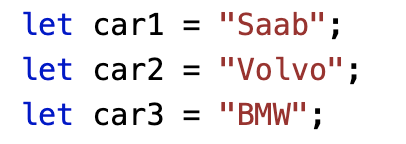 let car1 = "Saab";
let car2 = "Volvo";
let car3 = "BMW";